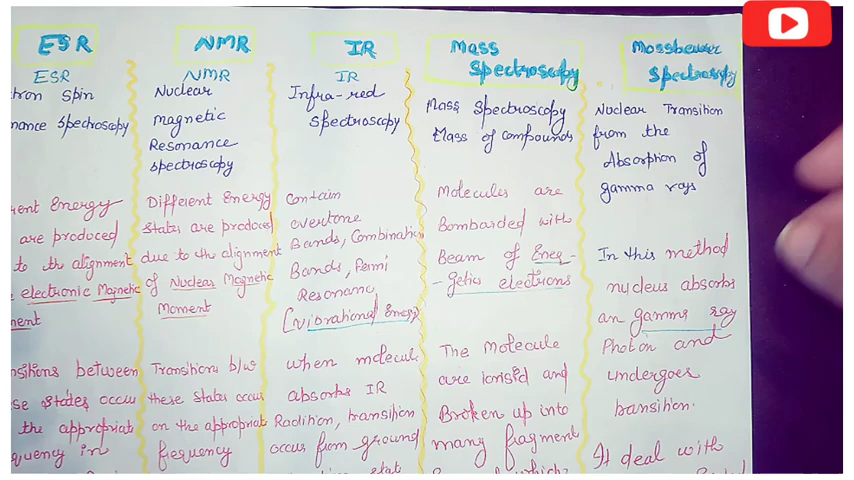 ESR
ESR
tron Spin
nance Spectroscopy
rent Energy
are produced
to the alignment
electronic Magnetic
ment
nsitions between
se states occur
the appropriate
quency in
NMR
NMR
Nuclear
magnetic
Resonance
spectroscopy
Different Energy
States are produced
due to the alignment
of Nuclear Magnetic
Moment
Transitions b/w
these States occur
on the appropriate
frequency
IR
IR
Infra-red
Spectroscopy
Contain
overtone
Bands, Combination
Bands, Fermi
Resonance
[Vibrational Energy
when molecul
absorbs IR
Radition, transition
occur from ground
Mass
Spectroscopy
Mass Spectroscopy
Mass of compounds
Molecules are
Bombarded with
Beam of Ener
-getics electrons
The Molecule
are ionisid and
Broken up into
many fragment
Mossbeuer
Spectroscopy
Nuclear Transition
from the
Absorption of
gamma rays
In this method
nucleus absorbs
an gamma ray
Photon and
undergoes
transition.
It deal with